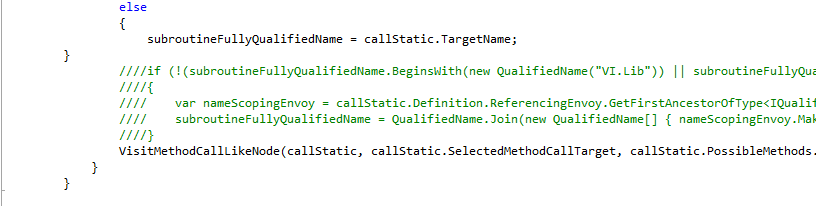 else
{
subroutineFullyQualifiedName = callStatic.TargetName;
}
////if (!(subroutineFullyQualifiedName.BeginsWith(new QualifiedName("VI.Lib")) || subroutineFullyQua
////{
////    var nameScopingEnvoy = callStatic.Definition.ReferencingEnvoy.GetFirstAncestorOfType<IQualif
////    subroutineFullyQualifiedName = QualifiedName.Join(new QualifiedName[] { nameScopingEnvoy.Mak
////}
VisitMethodCallLikeNode(callStatic, callStatic.SelectedMethodCallTarget, callStatic.PossibleMethods.
}
}